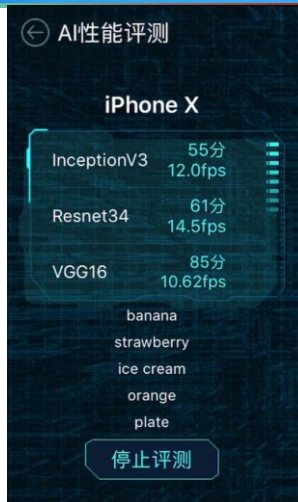 AI性能评测
iPhone X
InceptionV3 55分
12.0fps
Resnet34 61分
14.5fps
VGG16 85分
10.62fps
banana
strawberry
ice cream
orange
plate
停止评测